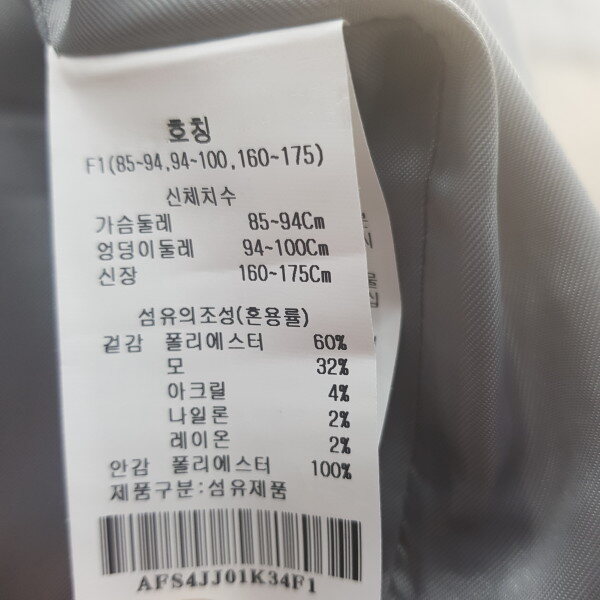 호칭
F1(85~94,94~100,160~175)
신체치수
가슴둘레 85~94Cm
엉덩이둘레 94~100Cm
신장 160~175Cm
섬유의조성(혼용률)
겉감 폴리에스터 60%
모 32%
아크릴 4%
나일론 2%
레이온 2%
안감 폴리에스터 100%
제품구분:섬유제품
AFS4JJ01K34F1